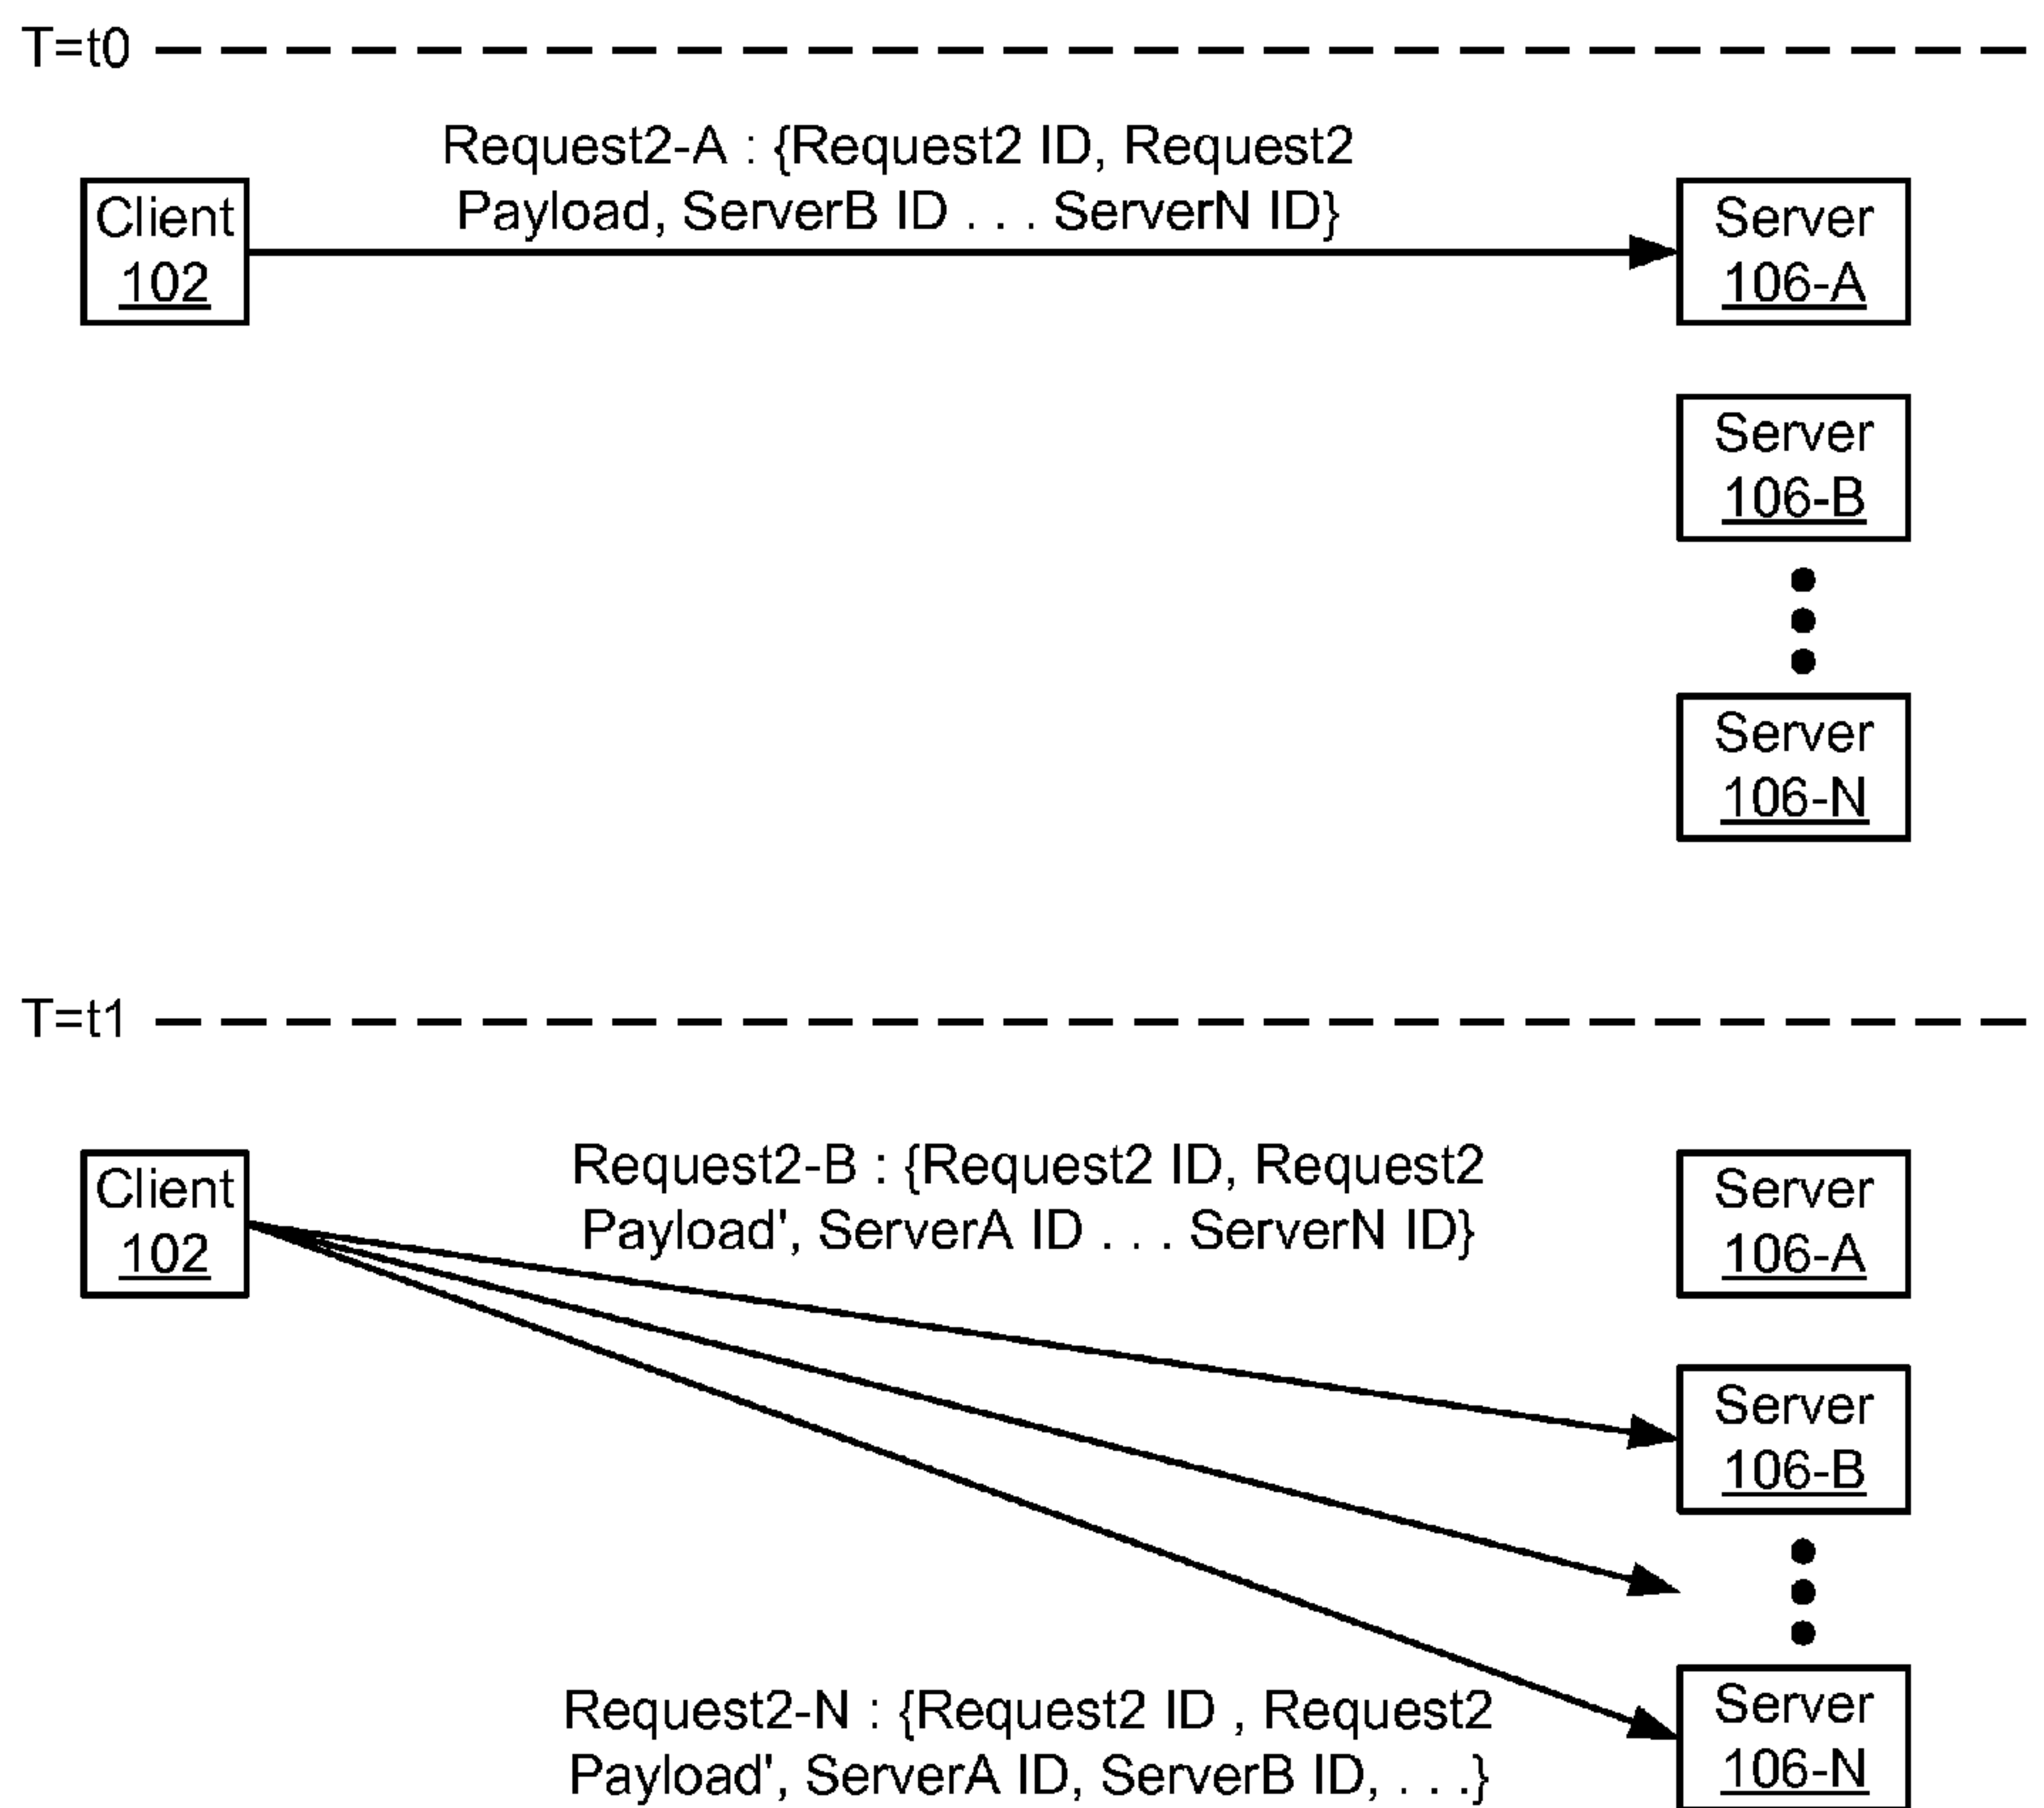 T=t0
Request2-A : {Request2 ID, Request2
Payload, ServerB ID . . . ServerN ID}
Client
102
Server
106-A
Server
106-B
Server
106-N
T=t1
Request2-B : {Request2 ID, Request2
Payload', ServerA ID . . . ServerN ID}
Client
102
Server
106-A
Server
106-B
Request2-N : {Request2 ID , Request2
Payload', ServerA ID, ServerB ID, . . .}
Server
106-N